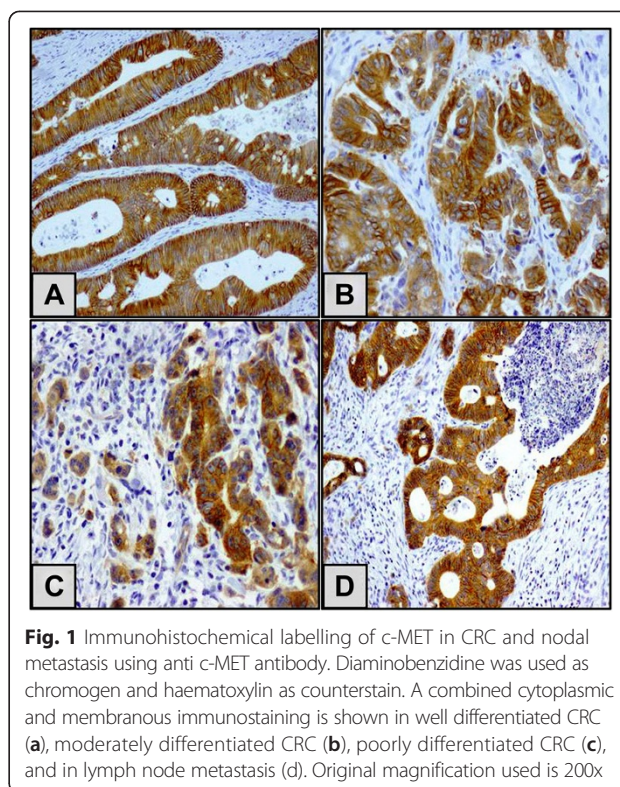 A
B
C
D
Fig. 1 Immunohistochemical labelling of c-MET in CRC and nodal
metastasis using anti c-MET antibody. Diaminobenzidine was used as
chromogen and haematoxylin as counterstain. A combined cytoplasmic
and membranous immunostaining is shown in well differentiated CRC
(a), moderately differentiated CRC (b), poorly differentiated CRC (c),
and in lymph node metastasis (d). Original magnification used is 200x